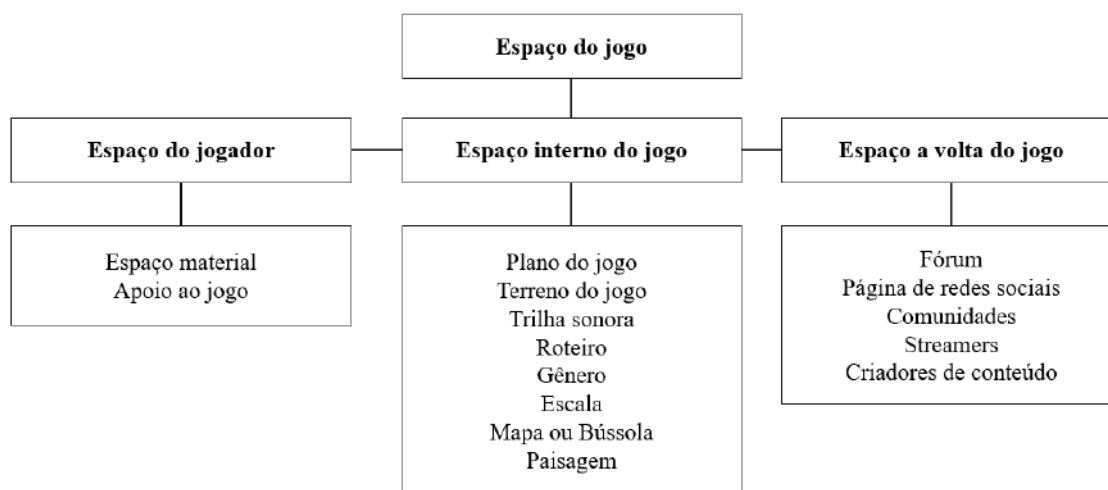 Espaço do jogo
Espaço do jogador
Espaço interno do jogo
Espaço a volta do jogo
Espaço material
Apoio ao jogo
Plano do jogo
Terreno do jogo
Trilha sonora
Roteiro
Gênero
Escala
Mapa ou Bússola
Paisagem
Fórum
Página de redes sociais
Comunidades
Streamers
Criadores de conteúdo